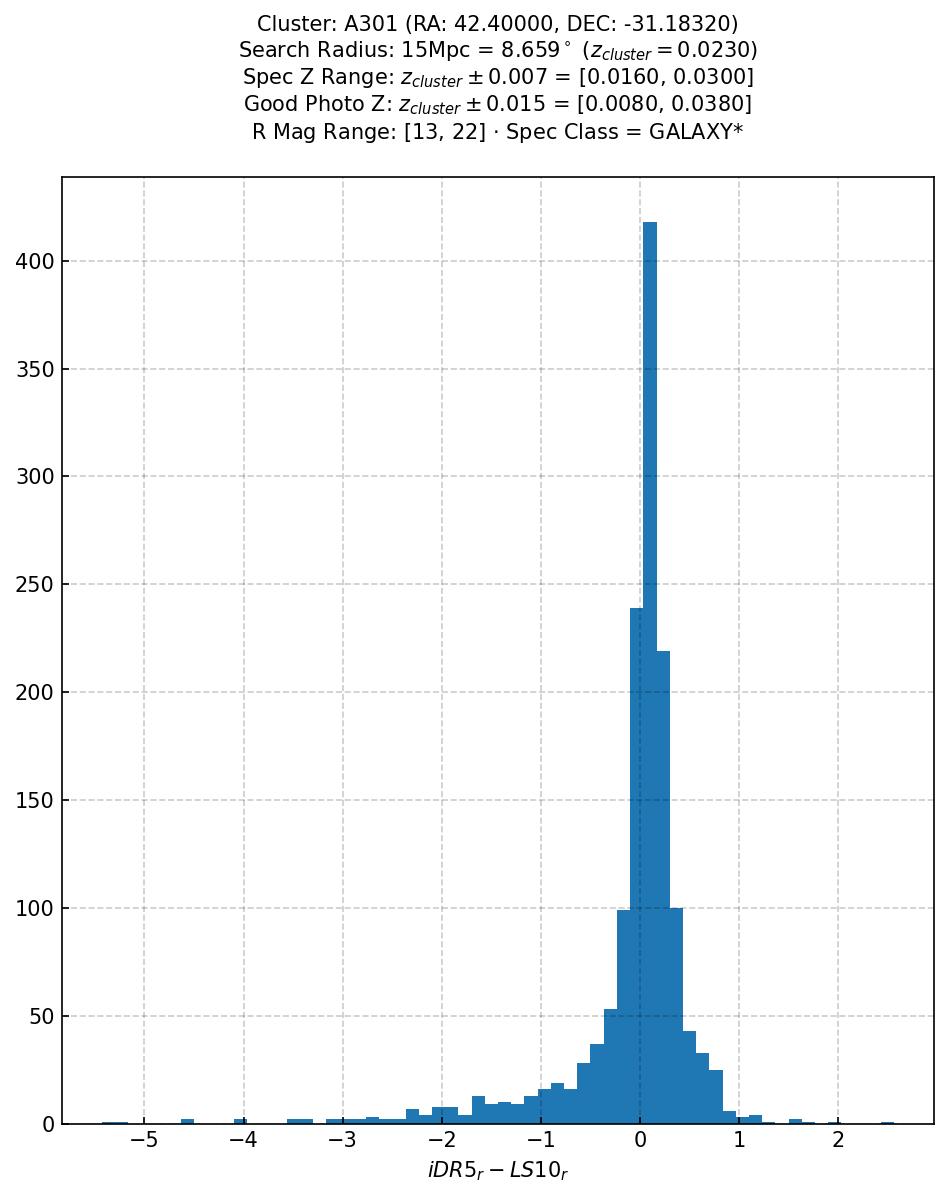 Cluster: A301 (RA: 42.40000, DEC: -31.18320)
Search Radius: 15Mpc = 8.659° (z_cluster = 0.0230)
Spec Z Range: z_cluster ± 0.007 = [0.0160, 0.0300]
Good Photo Z: z_cluster ± 0.015 = [0.0080, 0.0380]
R Mag Range: [13, 22] · Spec Class = GALAXY*
400
350
300
250
200
150
100
50
0
−5 −4 −3 −2 −1 0 1 2
iDR5_r − LS10_r